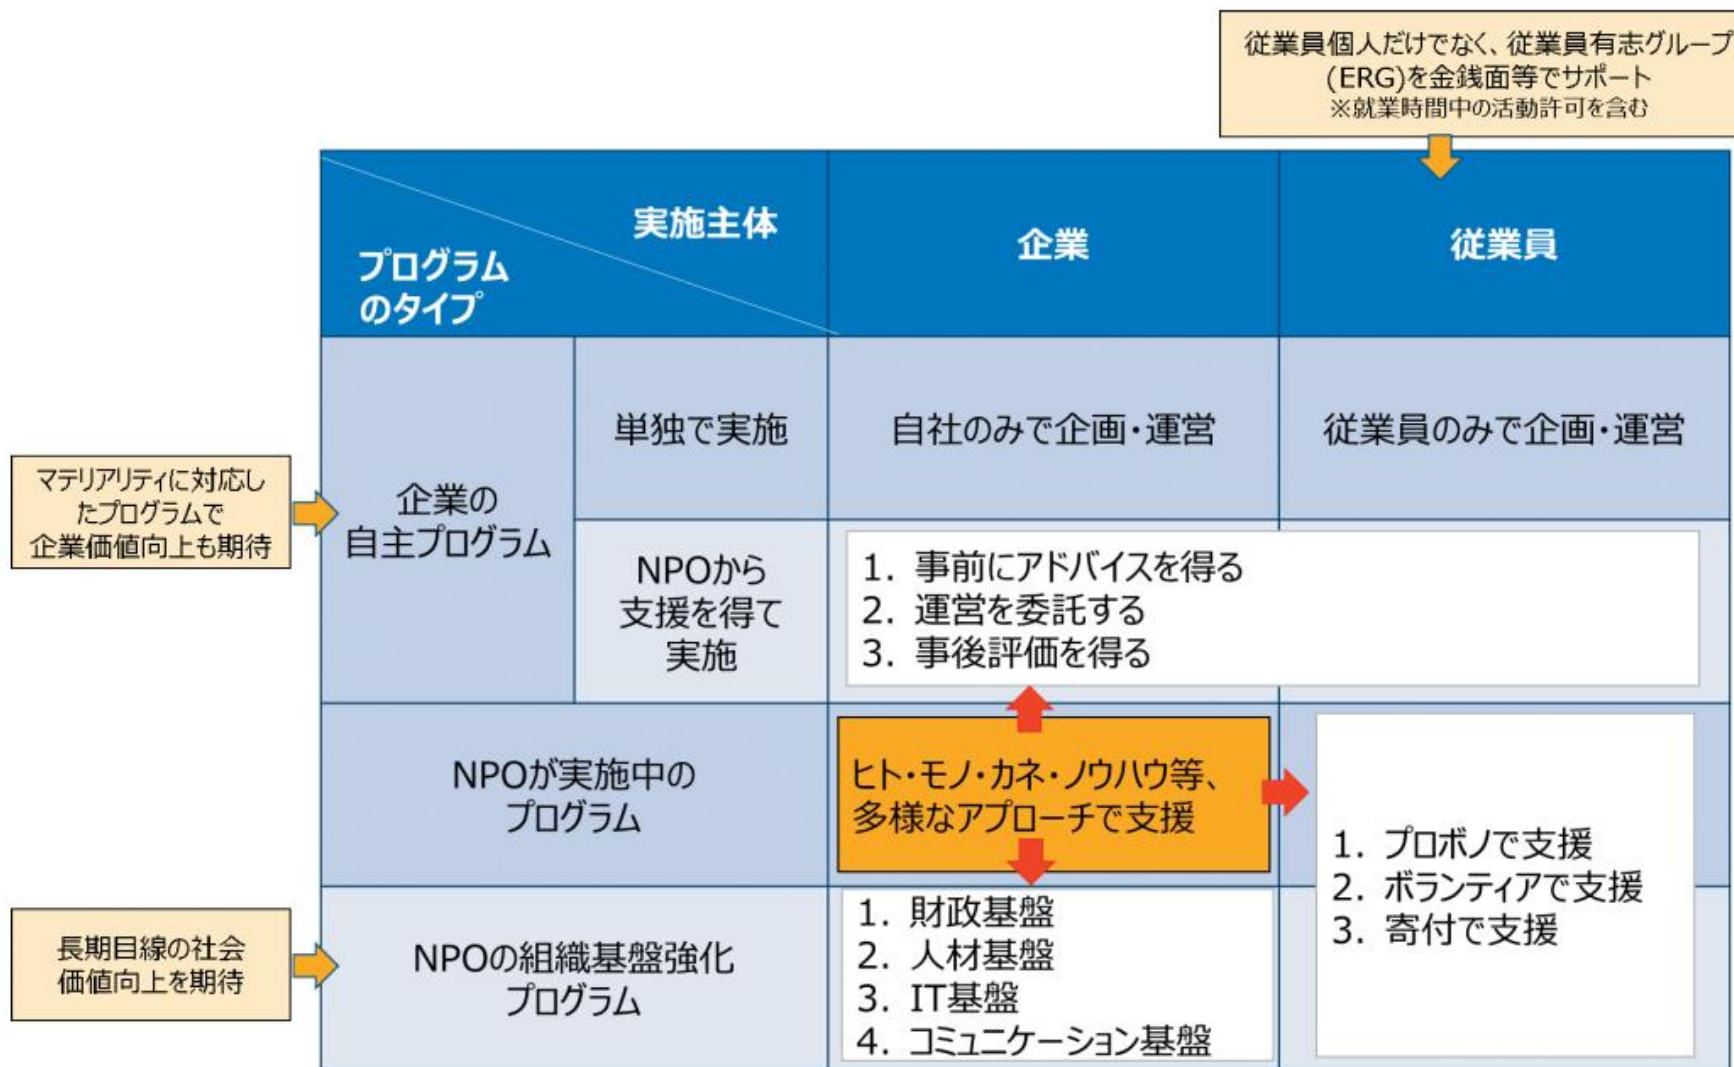 従業員個人だけでなく、従業員有志グループ
(ERG)を金銭面等でサポート
※就業時間中の活動許可を含む
実施主体
プログラム
のタイプ
企業
従業員
マテリアリティに対応し
たプログラムで
企業価値向上も期待
企業の
自主プログラム
単独で実施
自社のみで企画・運営
従業員のみで企画・運営
NPOから
支援を得て
実施
1. 事前にアドバイスを得る
2. 運営を委託する
3. 事後評価を得る
NPOが実施中の
プログラム
ヒト・モノ・カネ・ノウハウ等、
多様なアプローチで支援
1. プロボノで支援
2. ボランティアで支援
3. 寄付で支援
長期目線の社会
価値向上を期待
NPOの組織基盤強化
プログラム
1. 財政基盤
2. 人材基盤
3. IT基盤
4. コミュニケーション基盤